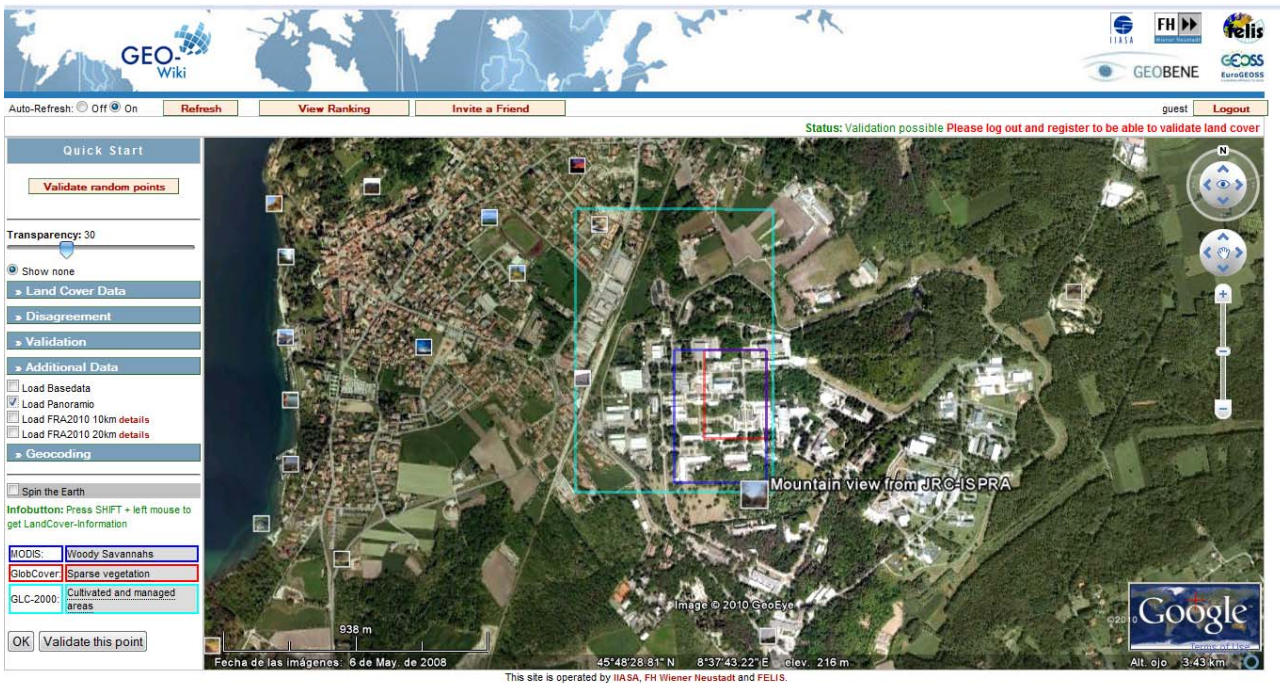 GEO-
Wiki
IIASA
FH
Wiener Neustadt
felis
GEOBENE
GEOSS
EuroGEOSS
Auto-Refresh: Off On Refresh View Ranking Invite a Friend guest Logout
Status: Validation possible Please log out and register to be able to validate land cover
Quick Start
Validate random points
Transparency: 30
Show none
» Land Cover Data
» Disagreement
» Validation
» Additional Data
Load Basedata
Load Panoramio
Load FRA2010 10km details
Load FRA2010 20km details
» Geocoding
Spin the Earth
Infobutton: Press SHIFT + left mouse to
get LandCover-Information
MODIS: Woody Savannahs
GlobCover: Sparse vegetation
GLC-2000: Cultivated and managed
areas
OK Validate this point
N
Mountain view from JRC-ISPRA
Image © 2010 GeoEye
©2010 Google
Terms of Use
938 m
Fecha de las imágenes: 6 de May. de 2008 45°48'28.81" N 8°37'43.22" E elev. 216 m Alt. ojo 3.43 km
This site is operated by IIASA, FH Wiener Neustadt and FELIS.